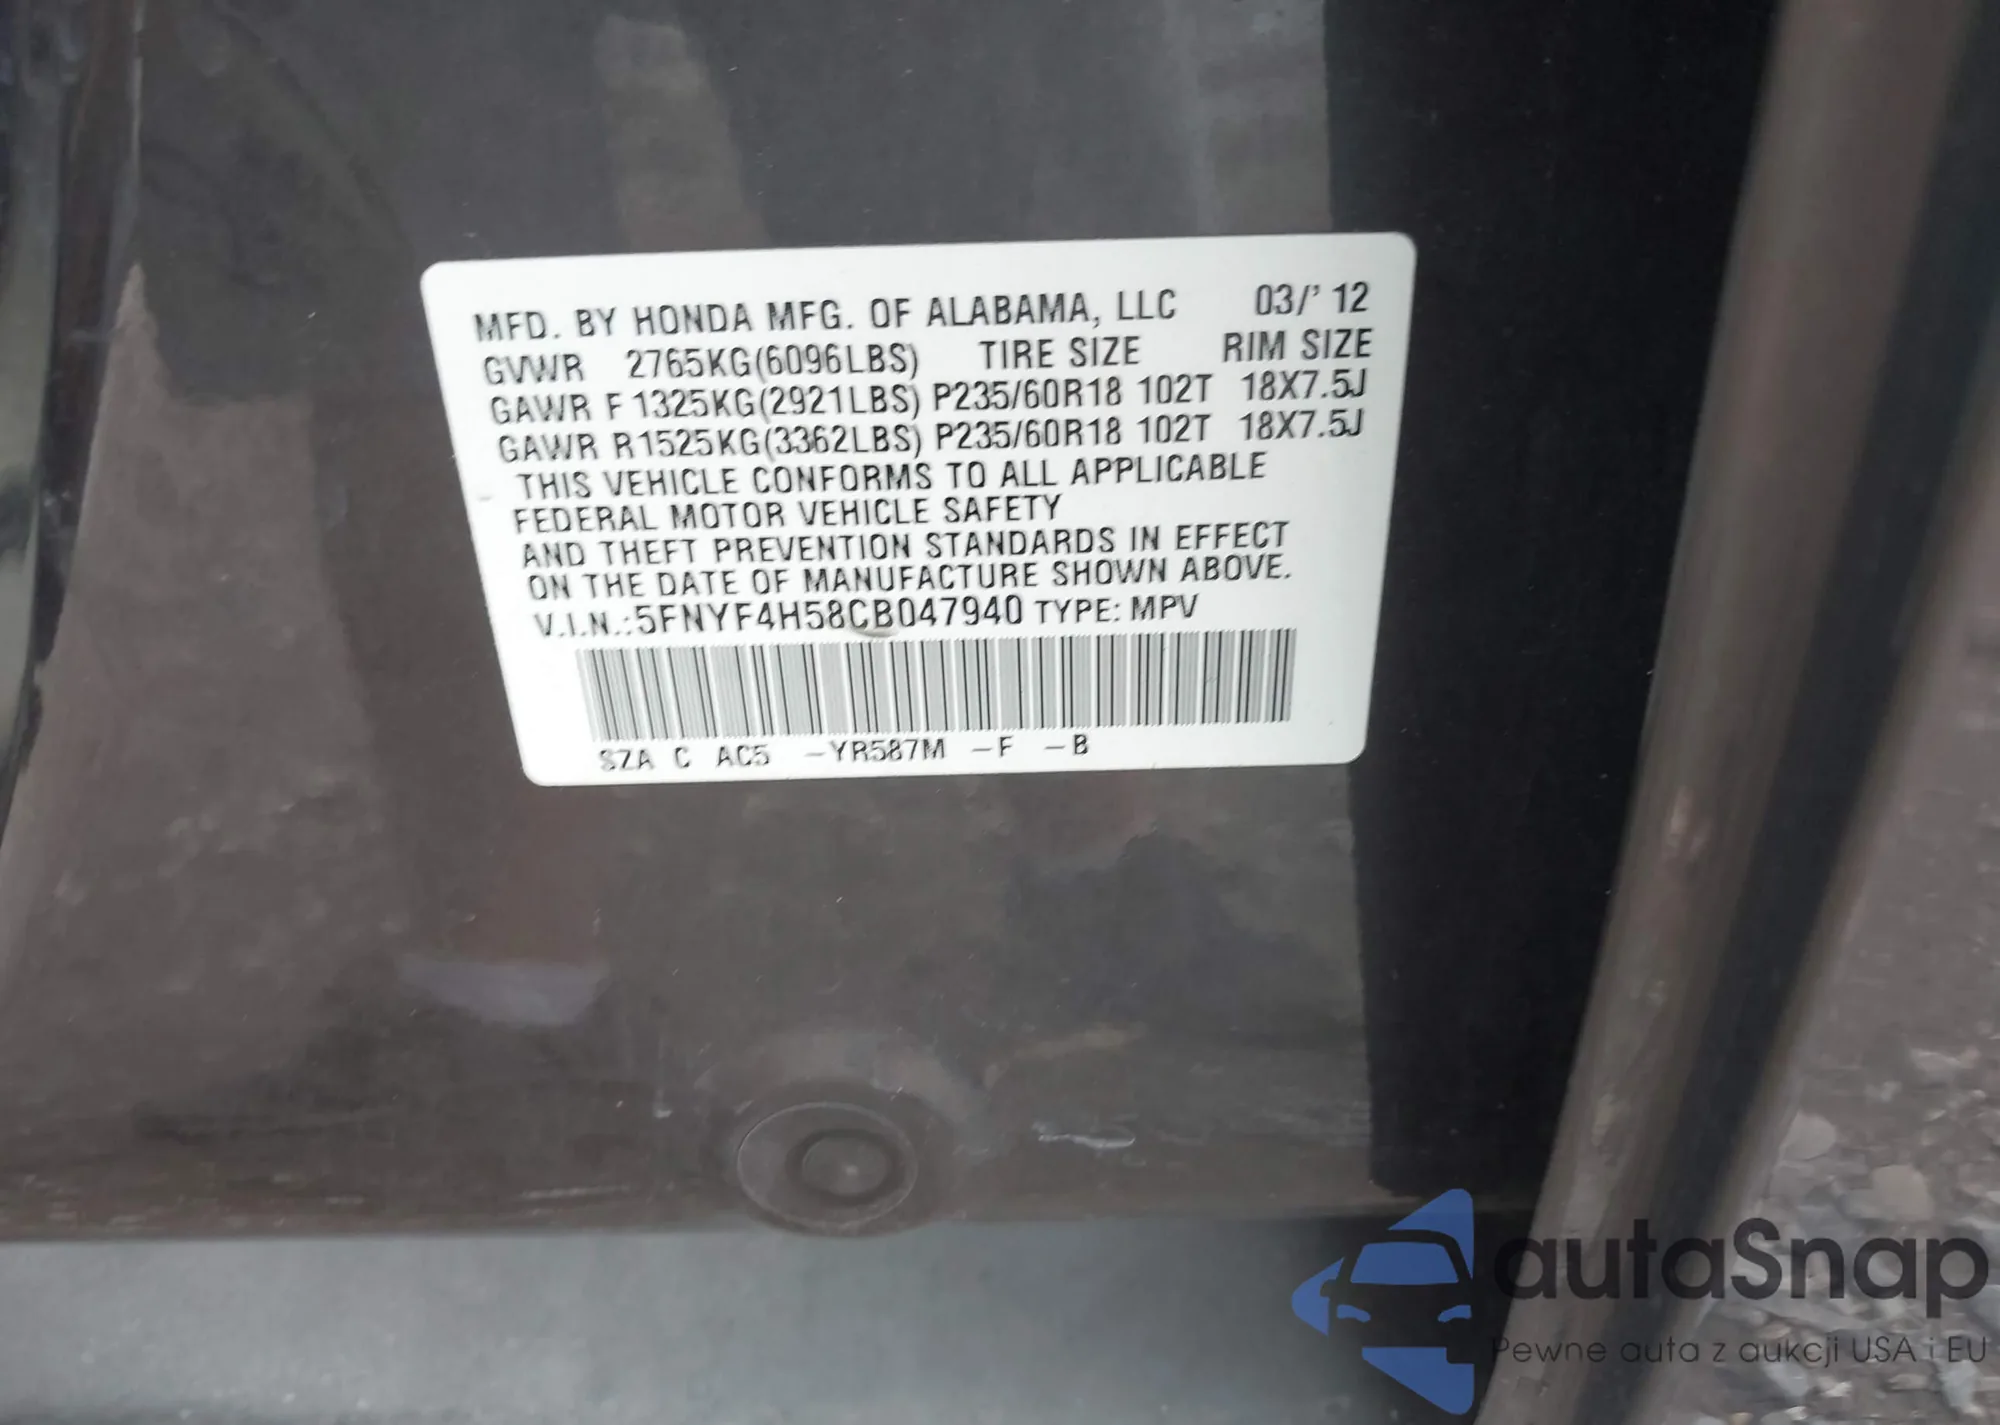 MFD. BY HONDA MFG. OF ALABAMA, LLC 03/' 12
GVWR 2765KG(6096LBS) TIRE SIZE RIM SIZE
GAWR F 1325KG(2921LBS) P235/60R18 102T 18X7.5J
GAWR R1525KG(3362LBS) P235/60R18 102T 18X7.5J
THIS VEHICLE CONFORMS TO ALL APPLICABLE
FEDERAL MOTOR VEHICLE SAFETY
AND THEFT PREVENTION STANDARDS IN EFFECT
ON THE DATE OF MANUFACTURE SHOWN ABOVE.
V.I.N.:5FNYF4H58CB047940 TYPE: MPV
SZA C AC5 -YR587M -F -B
autaSnap
Pewne auta z aukcji USA i EU